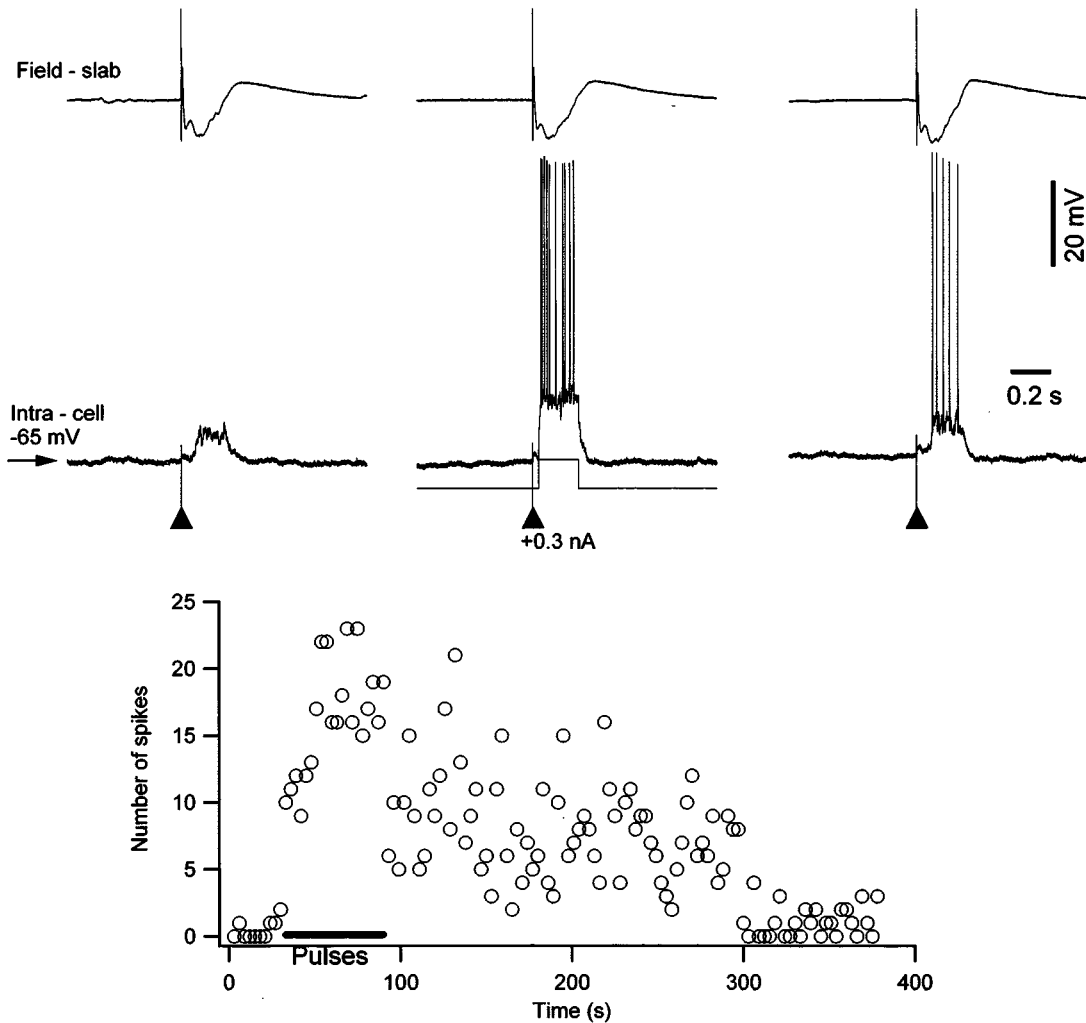 Field - slab
20 mV
0.2 s
Intra - cell
-65 mV
+0.3 nA
25
20
15
10
5
0
Number of spikes
Pulses
0
100
200
300
400
Time (s)